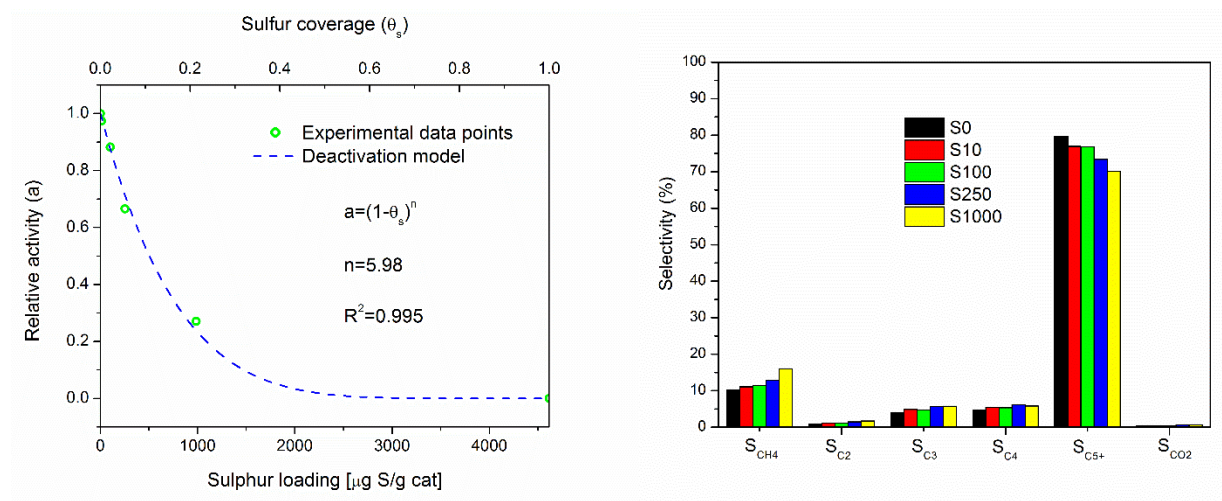 Sulfur coverage (θs)
0.0 0.2 0.4 0.6 0.8 1.0
1.0
0.8
0.6
0.4
0.2
0.0
Relative activity (a)
Experimental data points
Deactivation model
a=(1-θs)^n
n=5.98
R²=0.995
0 1000 2000 3000 4000
Sulphur loading [μg S/g cat]
100
90
80
70
60
50
40
30
20
10
0
Selectivity (%)
S0
S10
S100
S250
S1000
SCH4 SC2 SC3 SC4 SC5+ SCO2